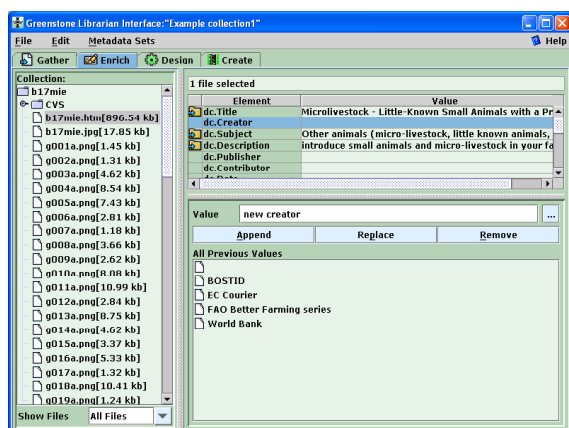 Greenstone Librarian Interface:"Example collection1"
File Edit Metadata Sets Help
Gather Enrich Design Create
Collection:
b17mie
CVS
b17mie.htm[896.54 kb]
b17mie.jpg[17.85 kb]
g001a.png[1.45 kb]
g002a.png[1.31 kb]
g003a.png[4.62 kb]
g004a.png[8.54 kb]
g005a.png[7.43 kb]
g006a.png[2.81 kb]
g007a.png[1.18 kb]
g008a.png[3.66 kb]
g009a.png[2.62 kb]
g010a.png[8.08 kb]
g011a.png[10.99 kb]
g012a.png[2.84 kb]
g013a.png[8.75 kb]
g014a.png[4.62 kb]
g015a.png[3.37 kb]
g016a.png[5.33 kb]
g017a.png[1.32 kb]
g018a.png[10.41 kb]
g019a.png[1.24 kb]
Show Files All Files
1 file selected
Element Value
dc.Title Microlivestock - Little-Known Small Animals with a Pr
dc.Creator
dc.Subject Other animals (micro-livestock, little known animals,
dc.Description introduce small animals and micro-livestock in your fa
dc.Publisher
dc.Contributor
Value new creator ...
Append Replace Remove
All Previous Values
BOSTID
EC Courier
FAO Better Farming series
World Bank